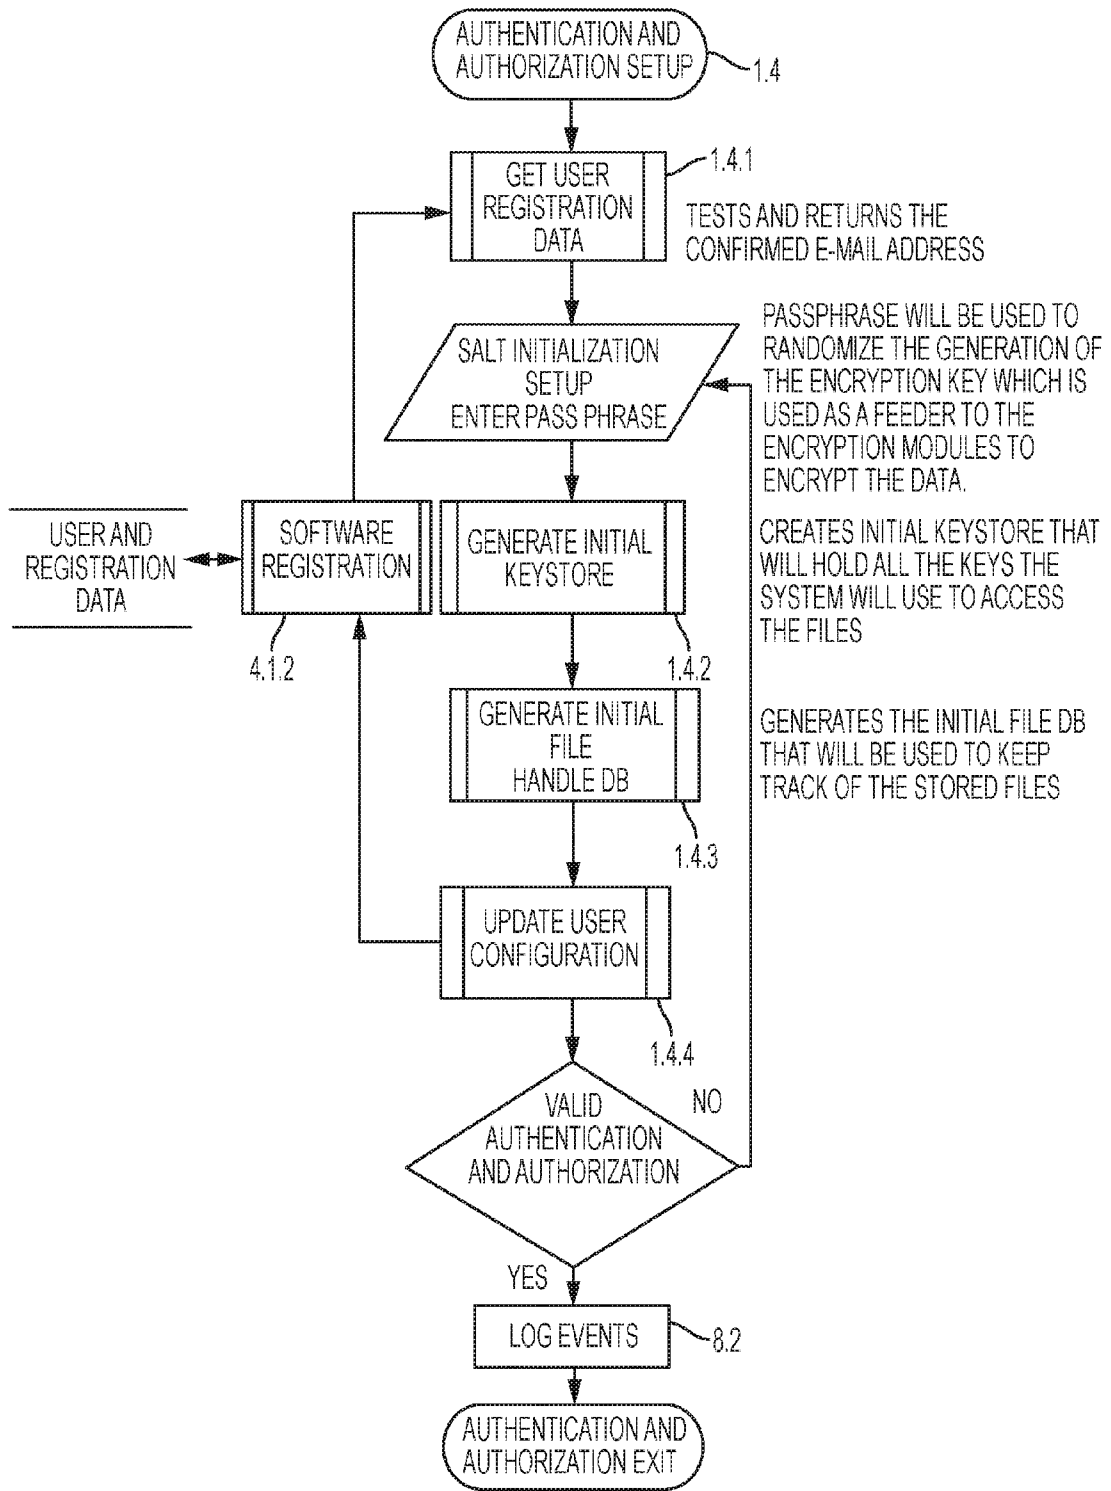 AUTHENTICATION AND
AUTHORIZATION SETUP
1.4
GET USER
REGISTRATION
DATA
1.4.1
TESTS AND RETURNS THE
CONFIRMED E-MAIL ADDRESS
SALT INITIALIZATION
SETUP
ENTER PASS PHRASE
PASSPHRASE WILL BE USED TO
RANDOMIZE THE GENERATION OF
THE ENCRYPTION KEY WHICH IS
USED AS A FEEDER TO THE
ENCRYPTION MODULES TO
ENCRYPT THE DATA.
USER AND
REGISTRATION
DATA
SOFTWARE
REGISTRATION
4.1.2
GENERATE INITIAL
KEYSTORE
1.4.2
CREATES INITIAL KEYSTORE THAT
WILL HOLD ALL THE KEYS THE
SYSTEM WILL USE TO ACCESS
THE FILES
GENERATE INITIAL
FILE
HANDLE DB
1.4.3
GENERATES THE INITIAL FILE DB
THAT WILL BE USED TO KEEP
TRACK OF THE STORED FILES
UPDATE USER
CONFIGURATION
1.4.4
VALID
AUTHENTICATION
AND AUTHORIZATION
NO
YES
LOG EVENTS
8.2
AUTHENTICATION AND
AUTHORIZATION EXIT